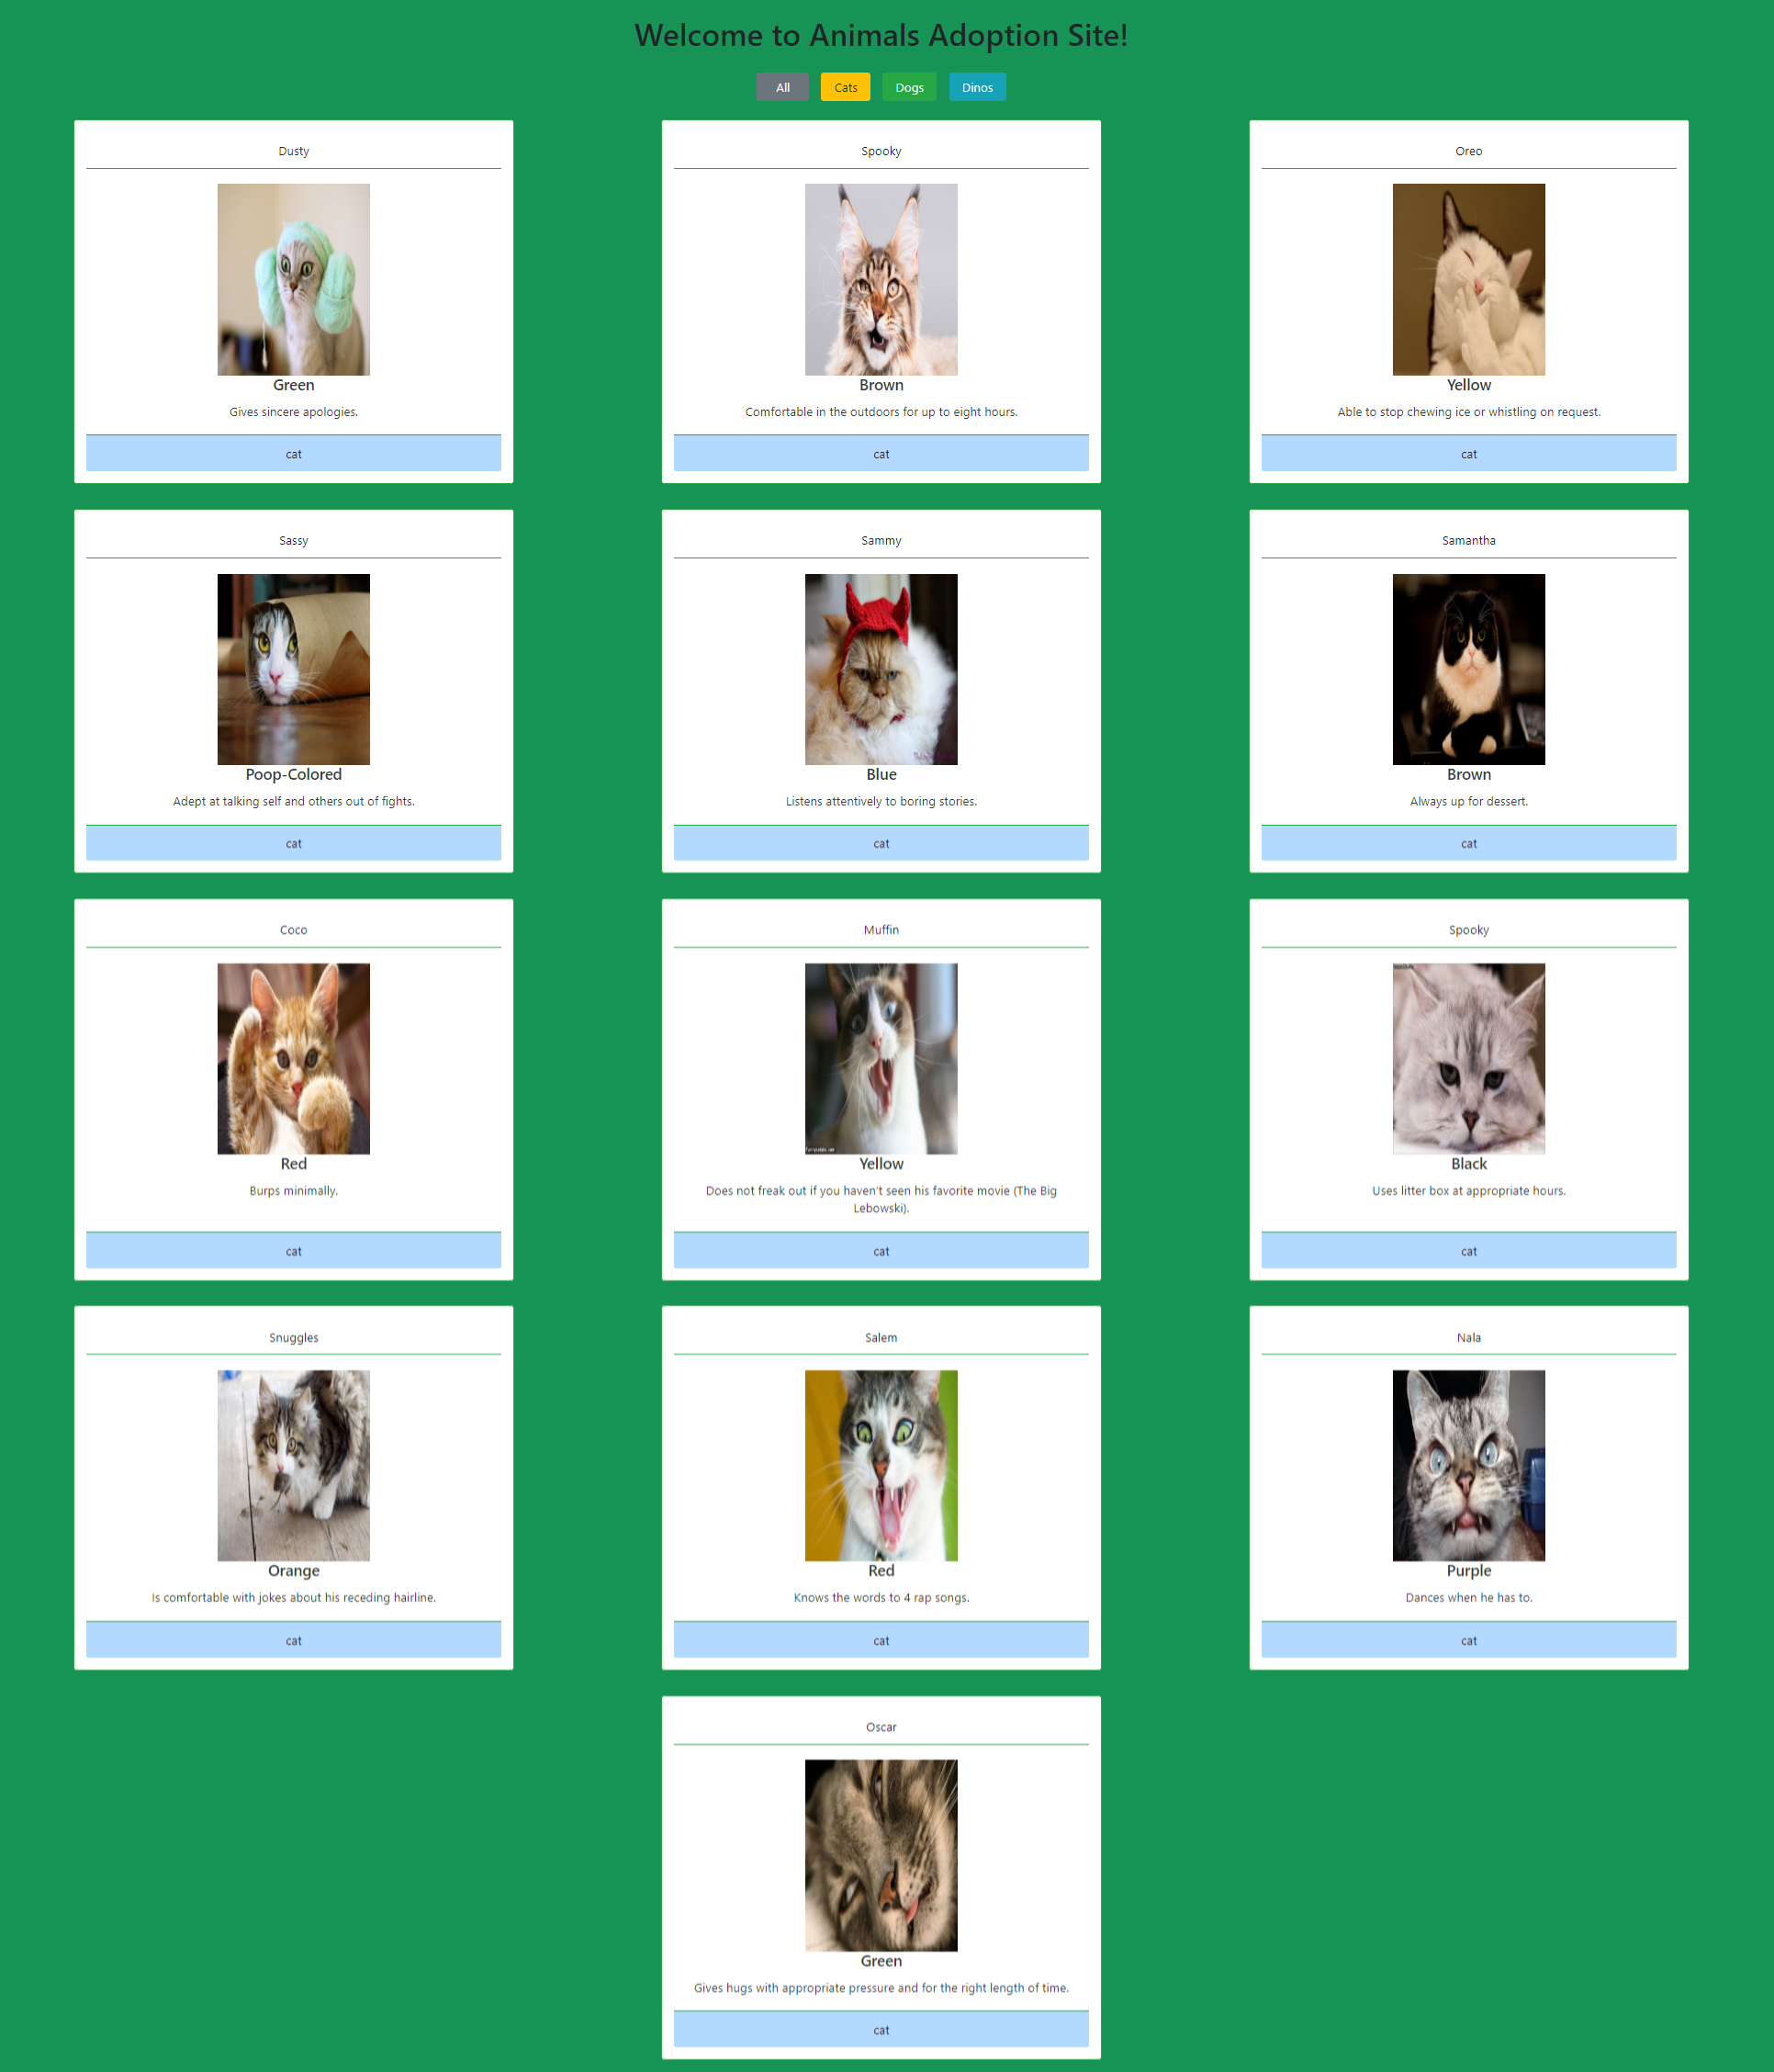 Welcome to Animals Adoption Site!
All Cats Dogs Dinos
Dusty
Green
Gives sincere apologies.
cat
Spooky
Brown
Comfortable in the outdoors for up to eight hours.
cat
Oreo
Yellow
Able to stop chewing ice or whistling on request.
cat
Sassy
Poop-Colored
Adept at talking self and others out of fights.
cat
Sammy
Blue
Listens attentively to boring stories.
cat
Samantha
Brown
Always up for dessert.
cat
Coco
Red
Burps minimally.
cat
Muffin
Yellow
Does not freak out if you haven't seen his favorite movie (The Big
Lebowski).
cat
Spooky
Black
Uses litter box at appropriate hours.
cat
Snuggles
Orange
Is comfortable with jokes about his receding hairline.
cat
Salem
Red
Knows the words to 4 rap songs.
cat
Nala
Purple
Dances when he has to.
cat
Oscar
Green
Gives hugs with appropriate pressure and for the right length of time.
cat